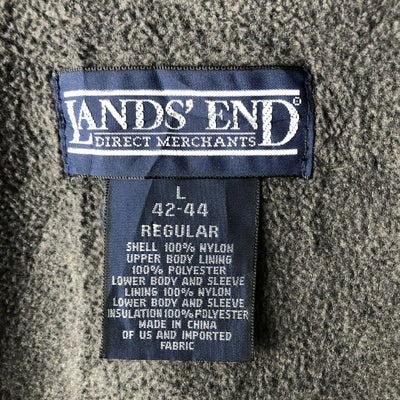 LANDS' END®
DIRECT MERCHANTS
L
42-44
REGULAR
SHELL 100% NYLON
UPPER BODY LINING
100% POLYESTER
LOWER BODY AND SLEEVE
LINING 100% NYLON
LOWER BODY AND SLEEVE
INSULATION 100% POLYESTER
MADE IN CHINA
OF US AND IMPORTED
FABRIC